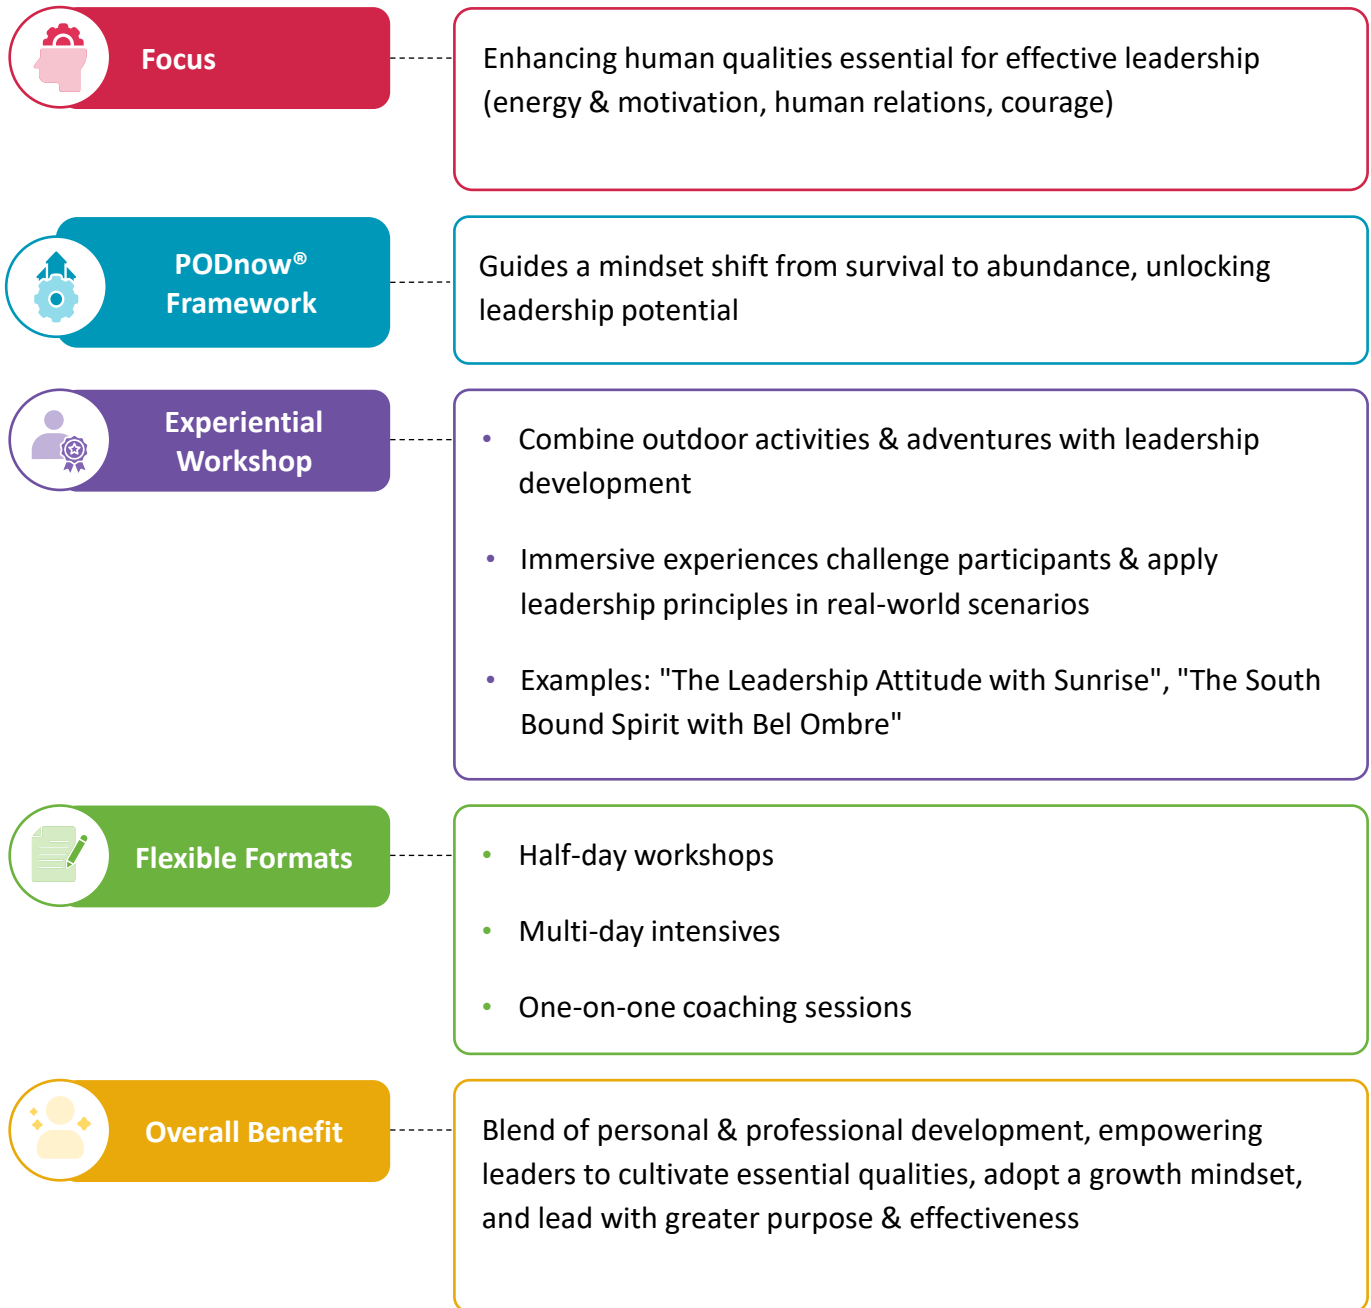 Focus
Enhancing human qualities essential for effective leadership
(energy & motivation, human relations, courage)
PODnow®
Framework
Guides a mindset shift from survival to abundance, unlocking
leadership potential
Experiential
Workshop
• Combine outdoor activities & adventures with leadership
development
• Immersive experiences challenge participants & apply
leadership principles in real-world scenarios
• Examples: "The Leadership Attitude with Sunrise", "The South
Bound Spirit with Bel Ombre"
Flexible Formats
• Half-day workshops
• Multi-day intensives
• One-on-one coaching sessions
Overall Benefit
Blend of personal & professional development, empowering
leaders to cultivate essential qualities, adopt a growth mindset,
and lead with greater purpose & effectiveness